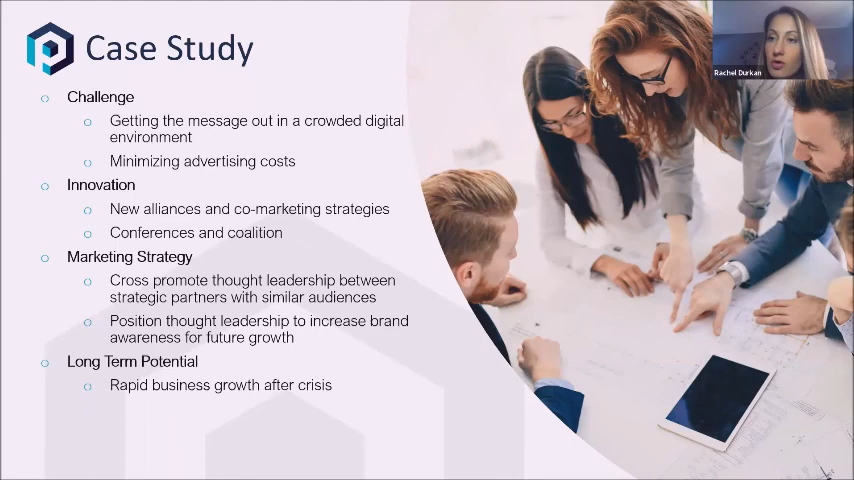 Case Study
Challenge
Getting the message out in a crowded digital
environment
Minimizing advertising costs
Innovation
New alliances and co-marketing strategies
Conferences and coalition
Marketing Strategy
Cross promote thought leadership between
strategic partners with similar audiences
Position thought leadership to increase brand
awareness for future growth
Long Term Potential
Rapid business growth after crisis
Rachel Durkan